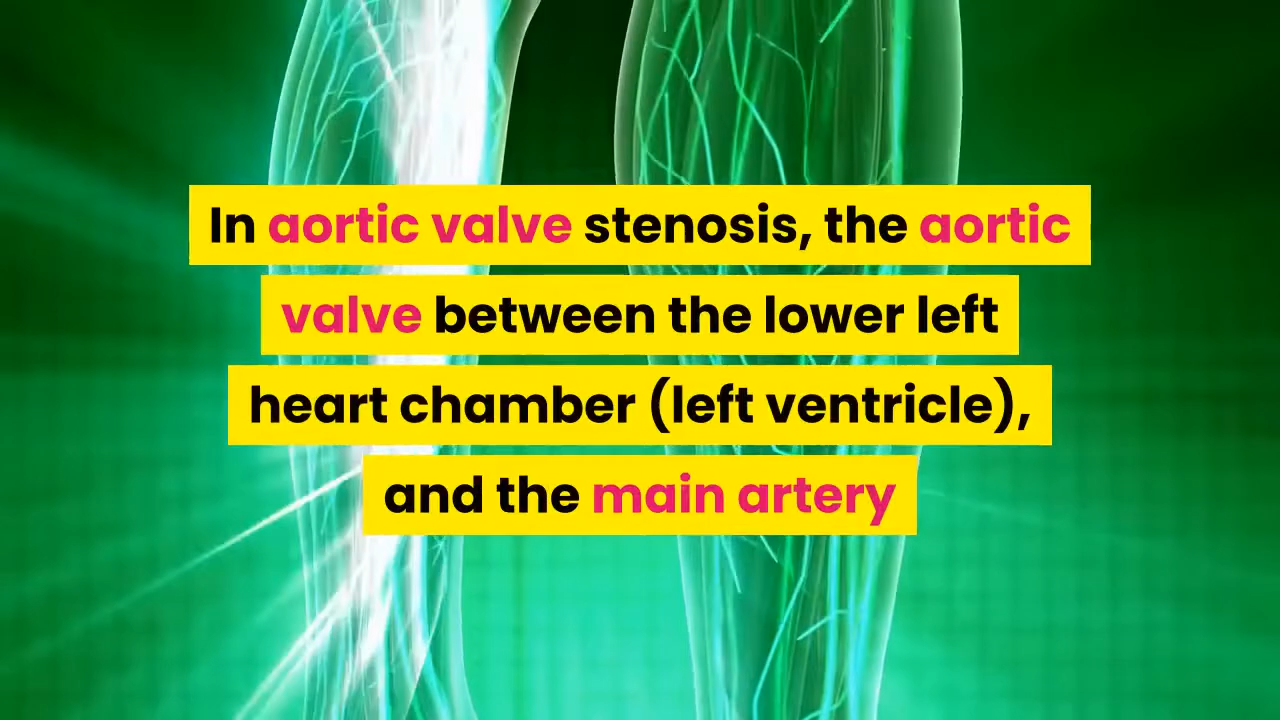 In aortic valve stenosis, the aortic
valve between the lower left
heart chamber (left ventricle),
and the main artery